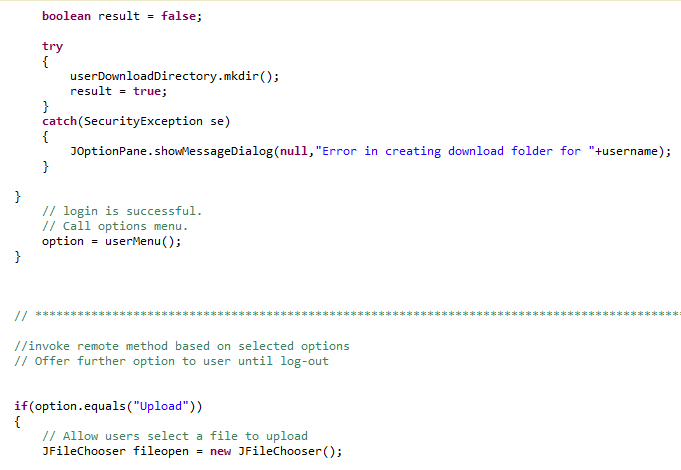 boolean result = false;
try
{
userDownloadDirectory.mkdir();
result = true;
}
catch(SecurityException se)
{
JOptionPane.showMessageDialog(null,"Error in creating download folder for "+username);
}
}
// login is successful.
// Call options menu.
option = userMenu();
}
// ********************************************************************************************
//invoke remote method based on selected options
// Offer further option to user until log-out
if(option.equals("Upload"))
{
// Allow users select a file to upload
JFileChooser fileopen = new JFileChooser();